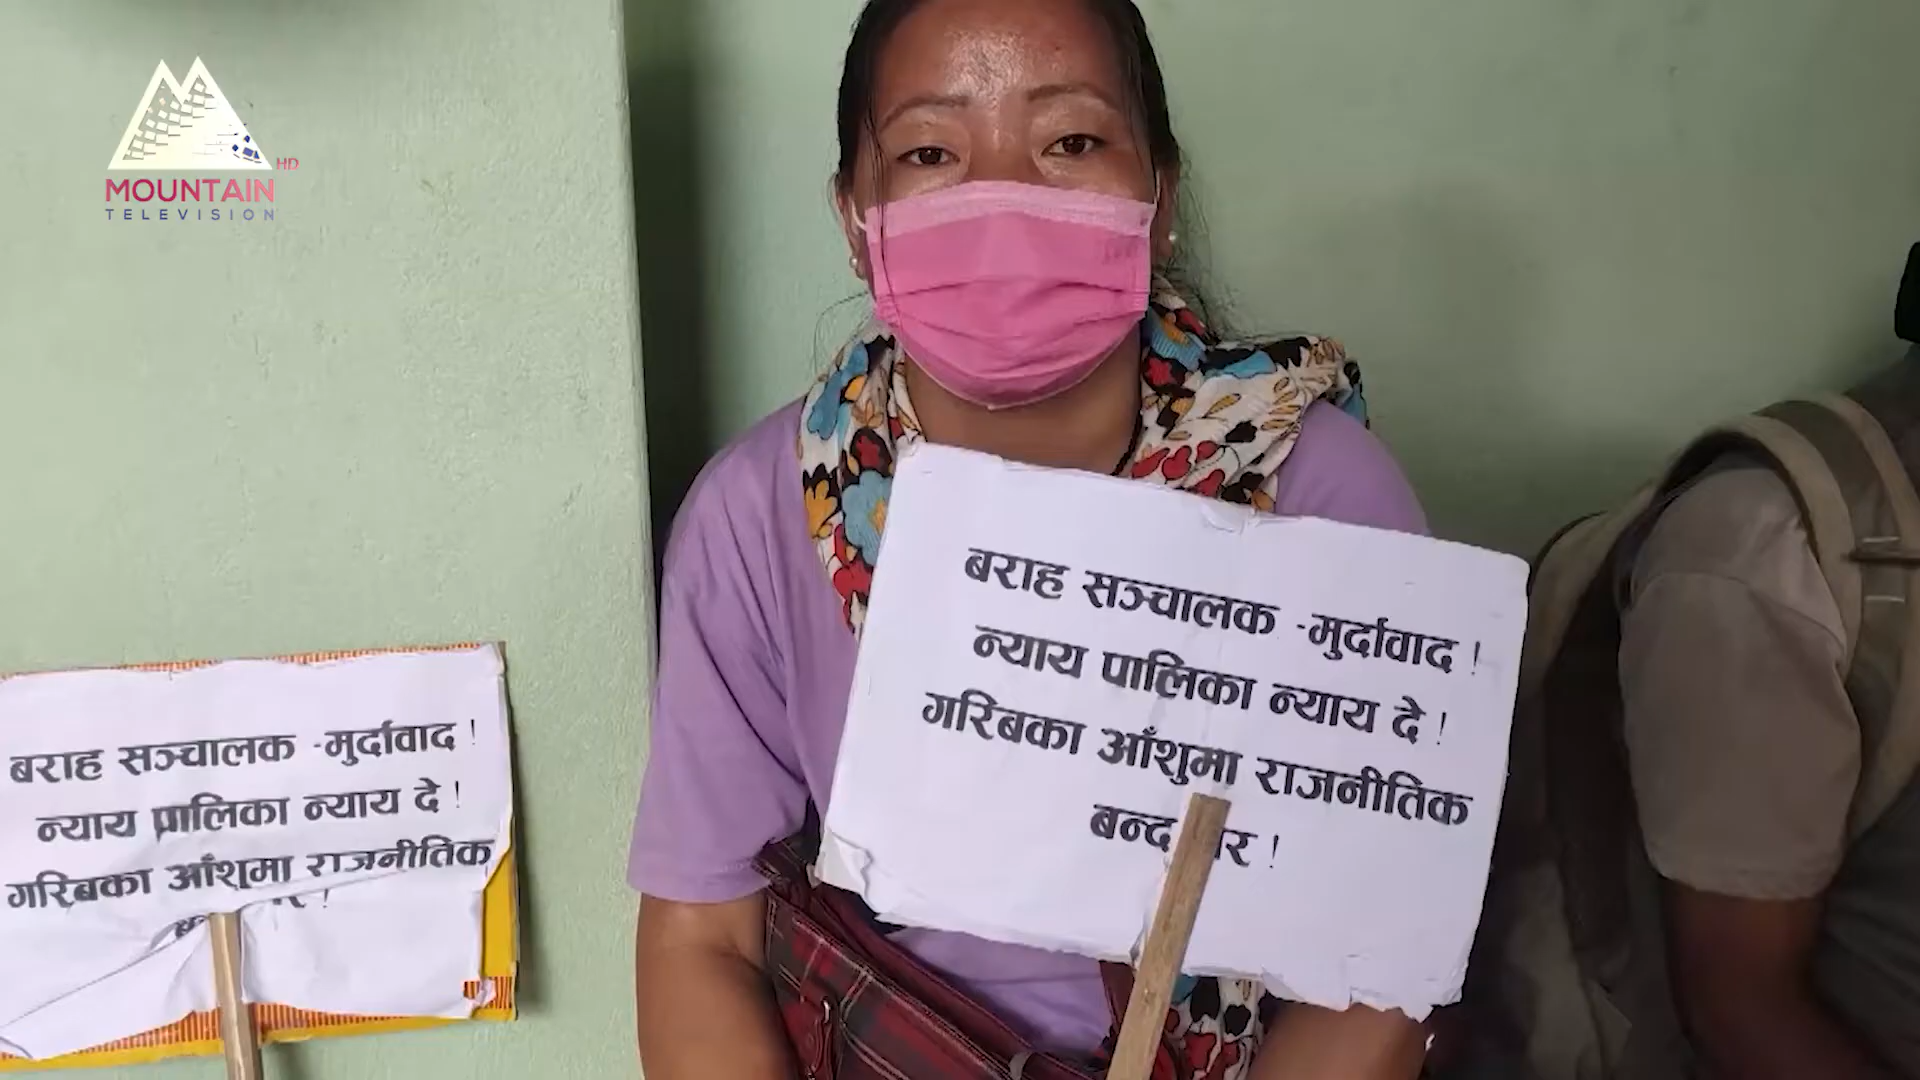 MOUNTAIN HD
TELEVISION
बराह सञ्चालक -मुर्दावाद !
न्याय पालिका न्याय दे !
गरिबका आँशुमा राजनीतिक
बन्द !
बराह सञ्चालक -मुर्दावाद !
न्याय पालिका न्याय दे !
गरिबका आँशुमा राजनीतिक